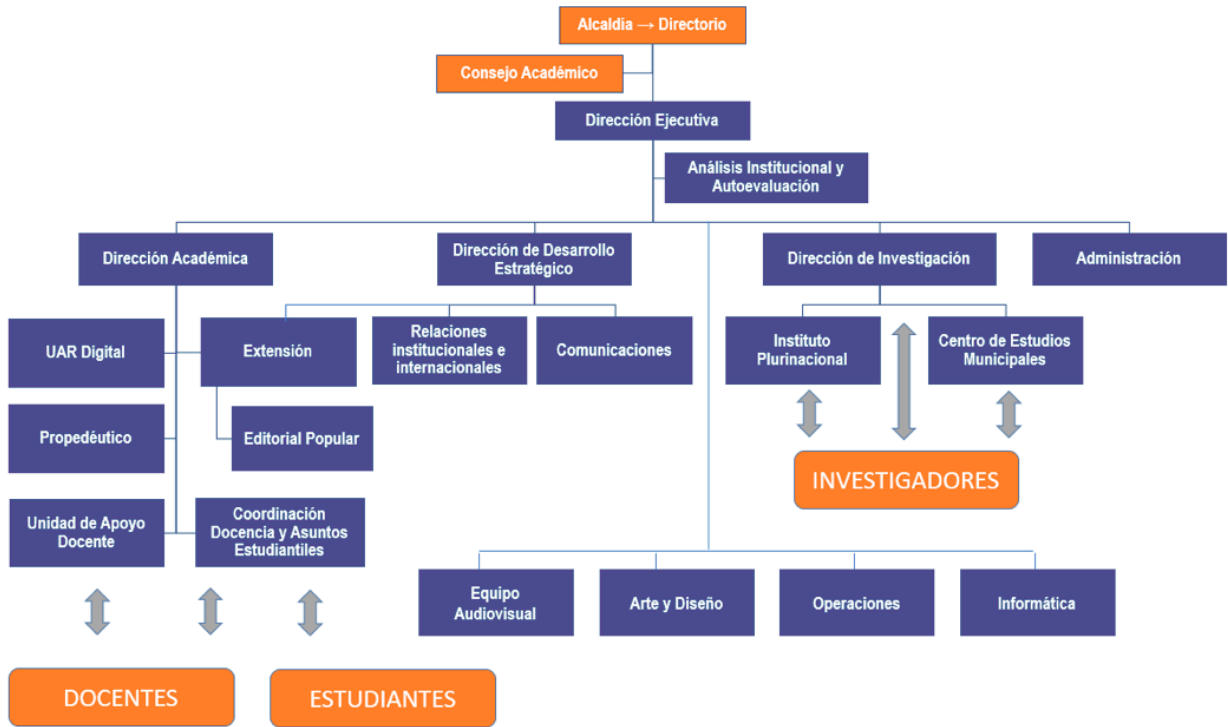 Alcaldía → Directorio
Consejo Académico
Dirección Ejecutiva
Análisis Institucional y
Autoevaluación
Dirección Académica
Dirección de Desarrollo
Estratégico
Dirección de Investigación
Administración
UAR Digital
Extensión
Relaciones
institucionales e
internacionales
Comunicaciones
Instituto
Plurinacional
Centro de Estudios
Municipales
Propedéutico
Editorial Popular
INVESTIGADORES
Unidad de Apoyo
Docente
Coordinación
Docencia y Asuntos
Estudiantiles
Equipo
Audiovisual
Arte y Diseño
Operaciones
Informática
DOCENTES
ESTUDIANTES